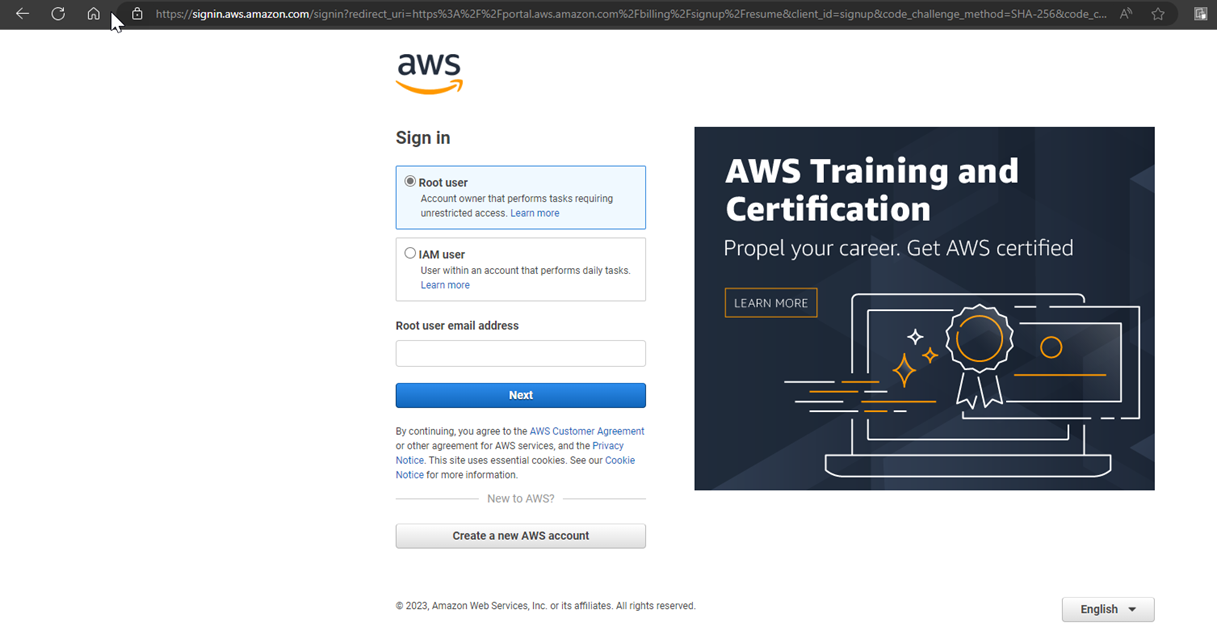 https://signin.aws.amazon.com/signin?redirect_uri=https%3A%2F%2Fportal.aws.amazon.com%2Fbilling%2Fsignup%2Fresume&client_id=signup&code_challenge_method=SHA-256&code_c...
aws
Sign in
Root user
Account owner that performs tasks requiring
unrestricted access. Learn more
IAM user
User within an account that performs daily tasks.
Learn more
Root user email address
Next
By continuing, you agree to the AWS Customer Agreement
or other agreement for AWS services, and the Privacy
Notice. This site uses essential cookies. See our Cookie
Notice for more information.
New to AWS?
Create a new AWS account
AWS Training and
Certification
Propel your career. Get AWS certified
LEARN MORE
© 2023, Amazon Web Services, Inc. or its affiliates. All rights reserved.
English